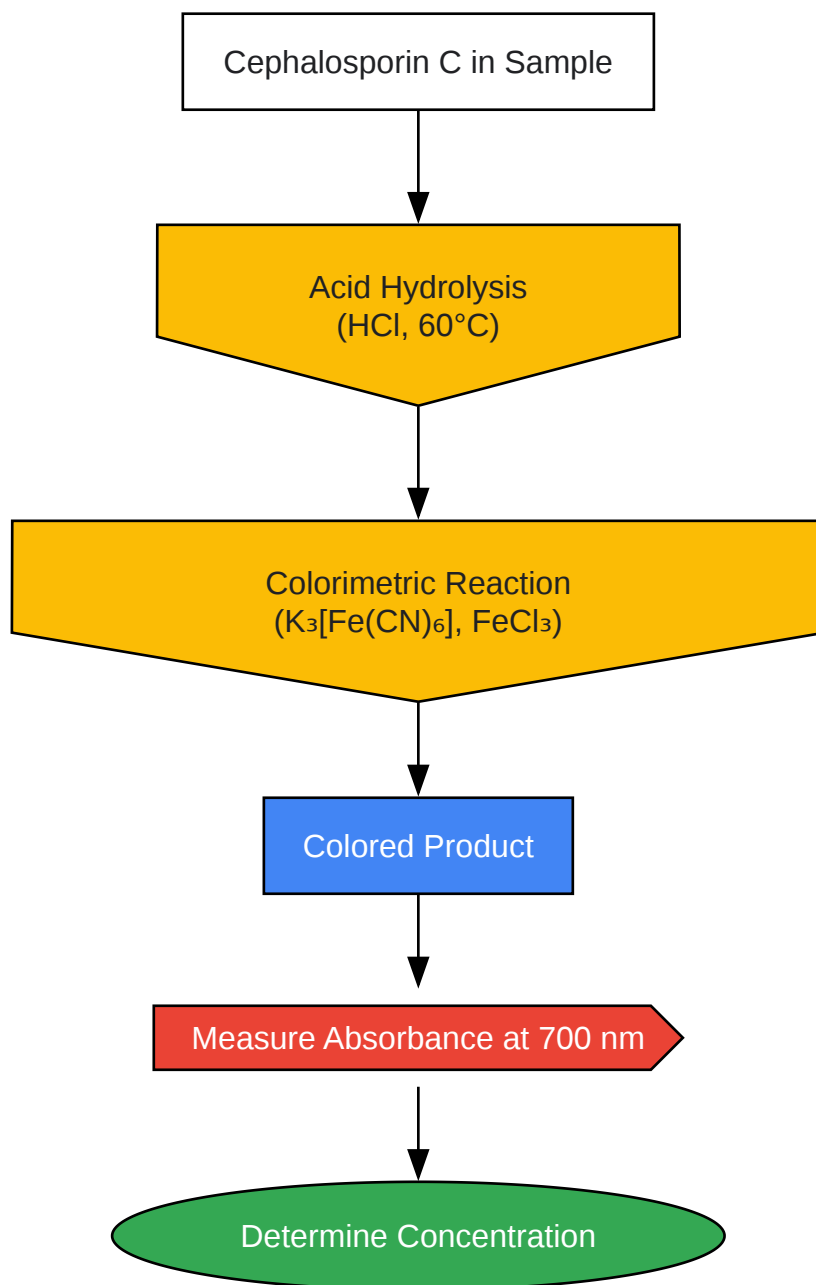 Cephalosporin C in Sample
Acid Hydrolysis
(HCl, 60°C)
Colorimetric Reaction
(K₃[Fe(CN)₆], FeCl₃)
Colored Product
Measure Absorbance at 700 nm
Determine Concentration